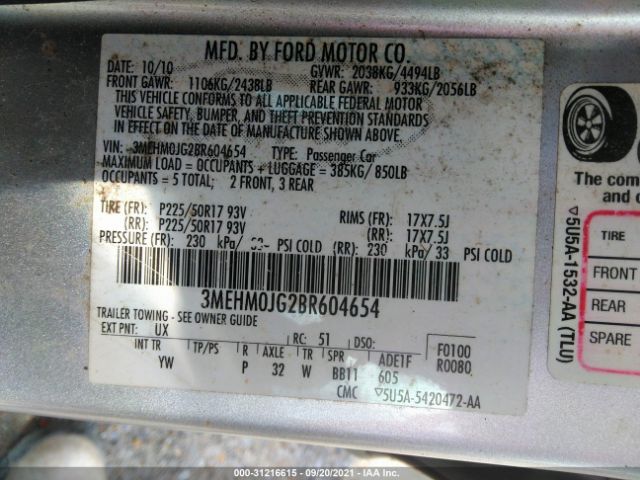 MFD. BY FORD MOTOR CO.
DATE: 10/10 GVWR: 2038KG/4494LB
FRONT GAWR: 1106KG/2438LB REAR GAWR: 933KG/2056LB
THIS VEHICLE CONFORMS TO ALL APPLICABLE FEDERAL MOTOR
VEHICLE SAFETY, BUMPER, AND THEFT PREVENTION STANDARDS
IN EFFECT ON THE DATE OF MANUFACTURE SHOWN ABOVE.
VIN: 3MEHM0JG2BR604654 TYPE: Passenger Car
MAXIMUM LOAD = OCCUPANTS + LUGGAGE = 385KG/ 850LB
OCCUPANTS = 5 TOTAL; 2 FRONT, 3 REAR
TIRE (FR): P225/50R17 93V RIMS (FR): 17X7.5J
(RR): P225/50R17 93V (RR): 17X7.5J
PRESSURE (FR): 230 kPa/ PSI COLD (RR): 230 kPa/ 33 PSI COLD
3MEHM0JG2BR604654
TRAILER TOWING - SEE OWNER GUIDE
EXT PNT: UX RC: 51 DSO: F0100
INT TR TP/PS R AXLE TR SPR ADE1F R0080
YW P 32 W BB11 605
CMC ▽5U5A-5420472-AA
▽5U5A-1532-AA (TLU)
The com
and o
TIRE
FRONT
REAR
SPARE
000-31216615 - 09/20/2021 - IAA Inc.